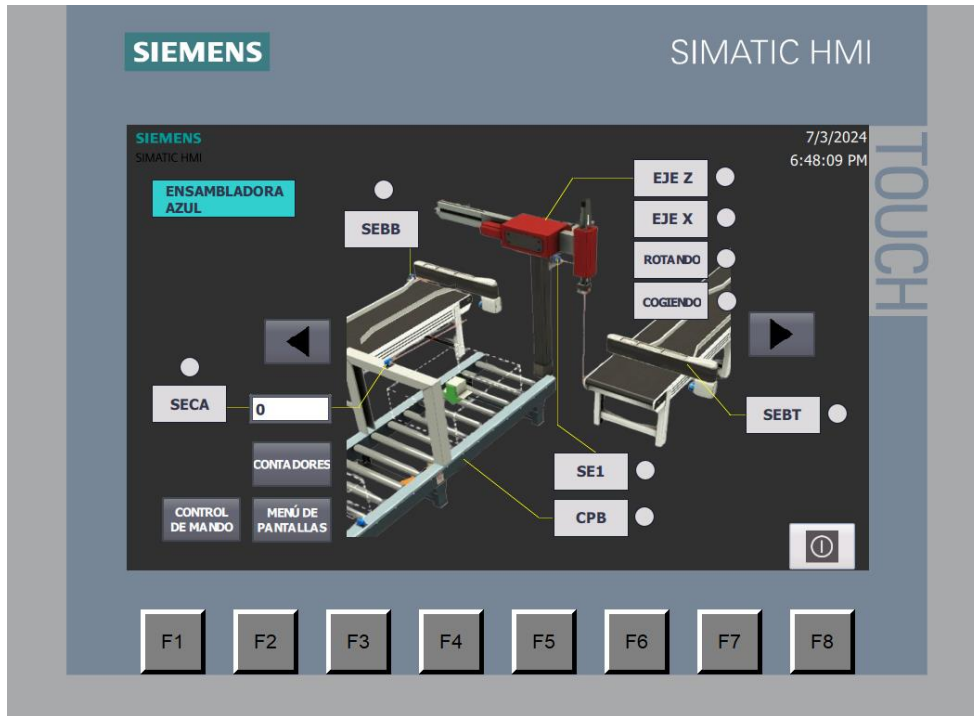 SIEMENS
SIMATIC HMI
TOUCH
SIEMENS
SIMATIC HMI
7/3/2024
6:48:09 PM
ENSAMBLADORA
AZUL
SEBB
EJE Z
EJE X
ROTANDO
COGIENDO
SECA
0
SEBT
CONTADORES
SE1
CONTROL
DE MANDO
MENÚ DE
PANTALLAS
CPB
F1
F2
F3
F4
F5
F6
F7
F8